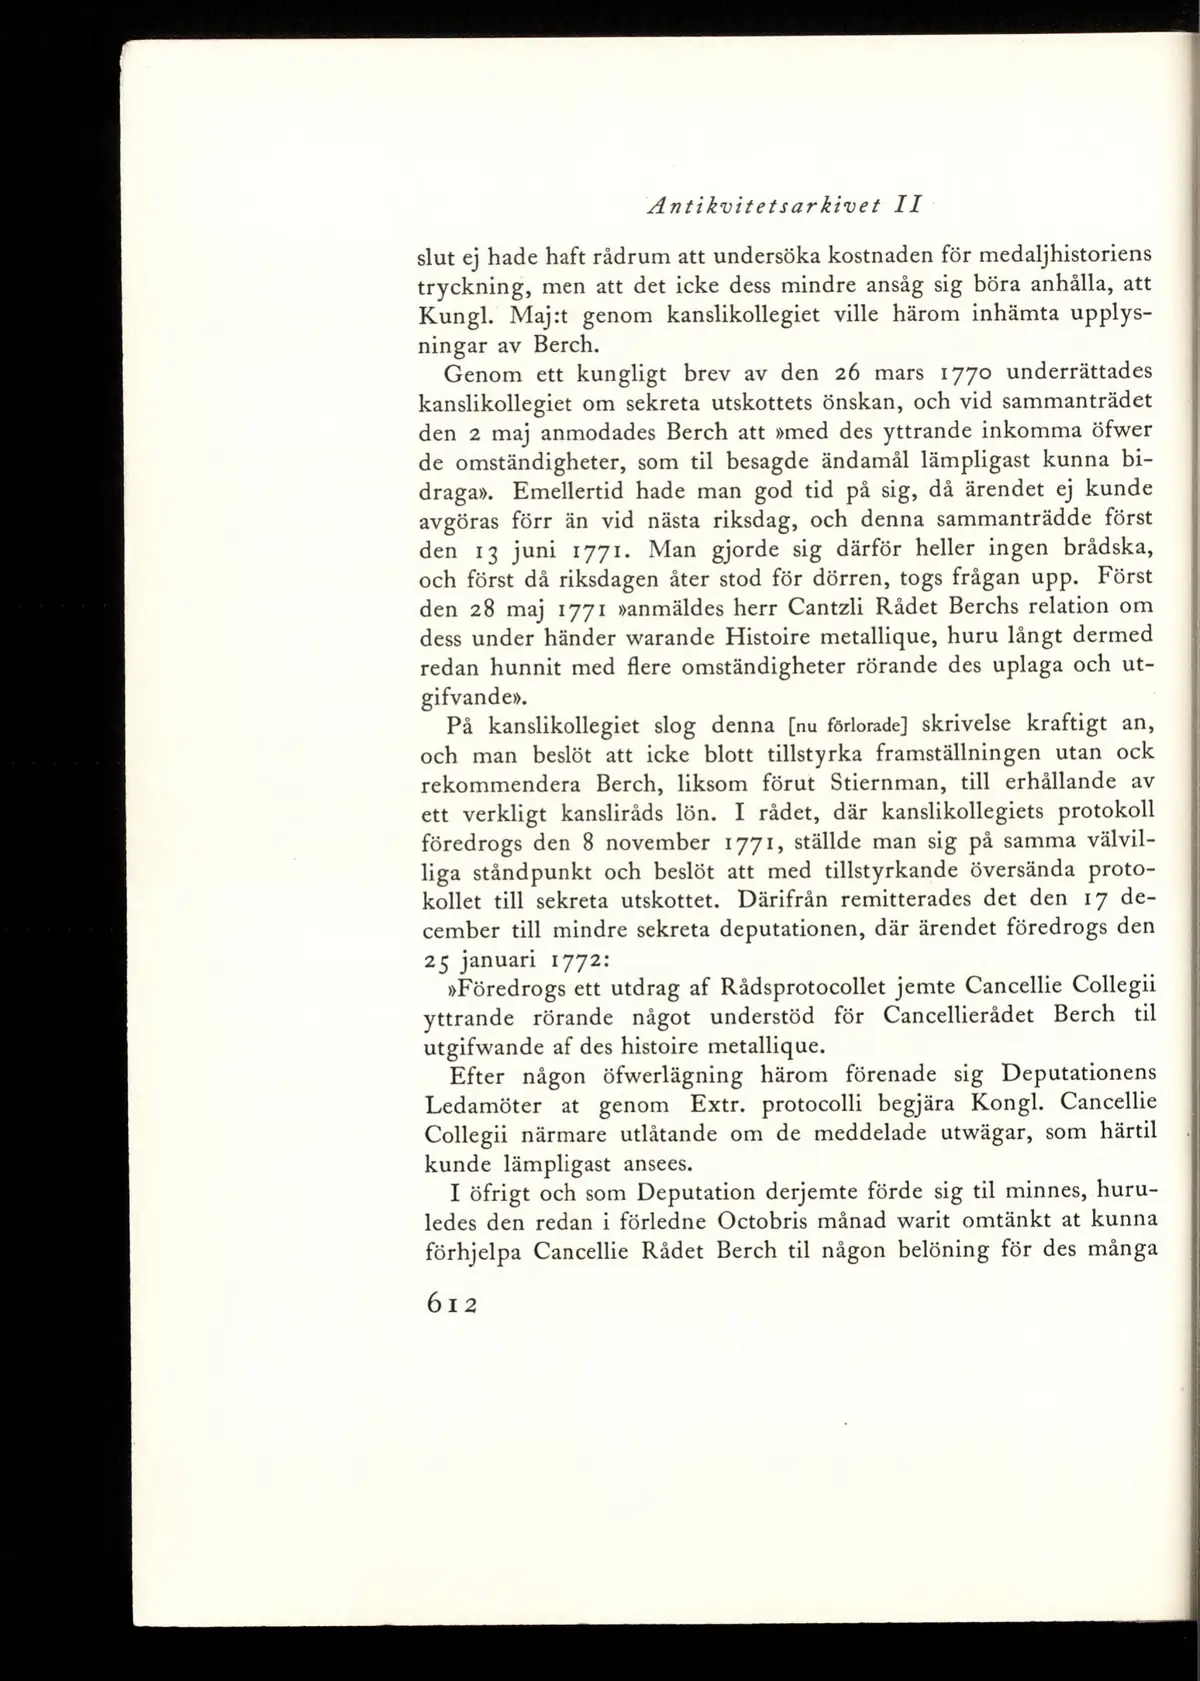 Antikvitetsarkivet II
slut ej hade haft rådrum att undersöka kostnaden för medaljhistoriens
tryckning, men att det icke dess mindre ansåg sig böra anhålla, att
Kungl. Maj:t genom kanslikollegiet ville härom inhämta upplys-
ningar av Berch.
Genom ett kungligt brev av den 26 mars 1770 underrättades
kanslikollegiet om sekreta utskottets önskan, och vid sammanträdet
den 2 maj anmodades Berch att »med des yttrande inkomma öfwer
de omständigheter, som til besagde ändamål lämpligast kunna bi-
draga». Emellertid hade man god tid på sig, då ärendet ej kunde
avgöras förr än vid nästa riksdag, och denna sammanträdde först
den 13 juni 1771. Man gjorde sig därför heller ingen brådska,
och först då riksdagen åter stod för dörren, togs frågan upp. Först
den 28 maj 1771 »anmäldes herr Cantzli Rådet Berchs relation om
dess under händer warande Histoire metallique, huru långt dermed
redan hunnit med flere omständigheter rörande des uplaga och ut-
gifvande».
På kanslikollegiet slog denna [nu förlorade] skrivelse kraftigt an,
och man beslöt att icke blott tillstyrka framställningen utan ock
rekommendera Berch, liksom förut Stiernman, till erhållande av
ett verkligt kansliråds lön. I rådet, där kanslikollegiets protokoll
föredrogs den 8 november 1771, ställde man sig på samma välvil-
liga ståndpunkt och beslöt att med tillstyrkande översända proto-
kollet till sekreta utskottet. Därifrån remitterades det den 17 de-
cember till mindre sekreta deputationen, där ärendet föredrogs den
25 januari 1772:
»Föredrogs ett utdrag af Rådsprotocollet jemte Cancellie Collegii
yttrande rörande något understöd för Cancellierådet Berch til
utgifwande af des histoire metallique.
Efter någon öfwerlägning härom förenade sig Deputationens
Ledamöter at genom Extr. protocolli begjära Kongl. Cancellie
Collegii närmare utlåtande om de meddelade utwägar, som härtil
kunde lämpligast ansees.
I öfrigt och som Deputation derjemte förde sig til minnes, huru-
ledes den redan i förledne Octobris månad warit omtänkt at kunna
förhjelpa Cancellie Rådet Berch til någon belöning för des många
612